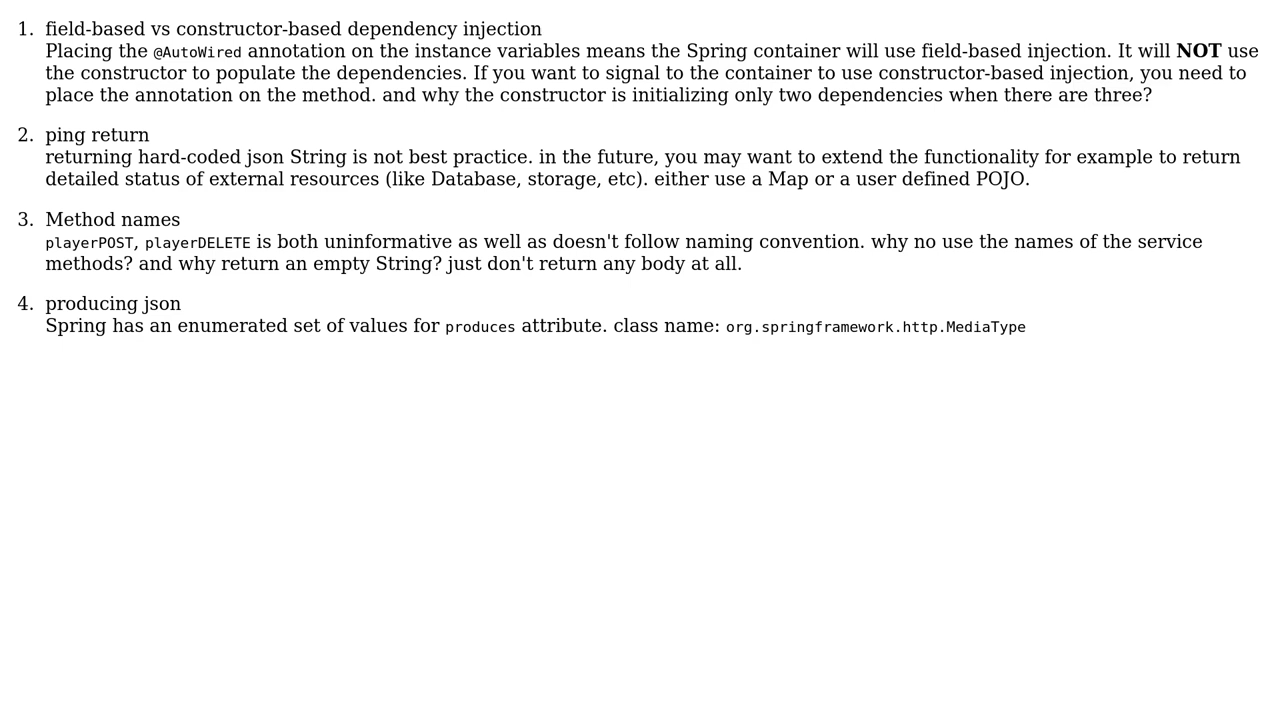 1. field-based vs constructor-based dependency injection
Placing the @AutoWired annotation on the instance variables means the Spring container will use field-based injection. It will NOT use
the constructor to populate the dependencies. If you want to signal to the container to use constructor-based injection, you need to
place the annotation on the method. and why the constructor is initializing only two dependencies when there are three?
2. ping return
returning hard-coded json String is not best practice. in the future, you may want to extend the functionality for example to return
detailed status of external resources (like Database, storage, etc). either use a Map or a user defined POJO.
3. Method names
playerPOST, playerDELETE is both uninformative as well as doesn't follow naming convention. why no use the names of the service
methods? and why return an empty String? just don't return any body at all.
4. producing json
Spring has an enumerated set of values for produces attribute. class name: org.springframework.http.MediaType